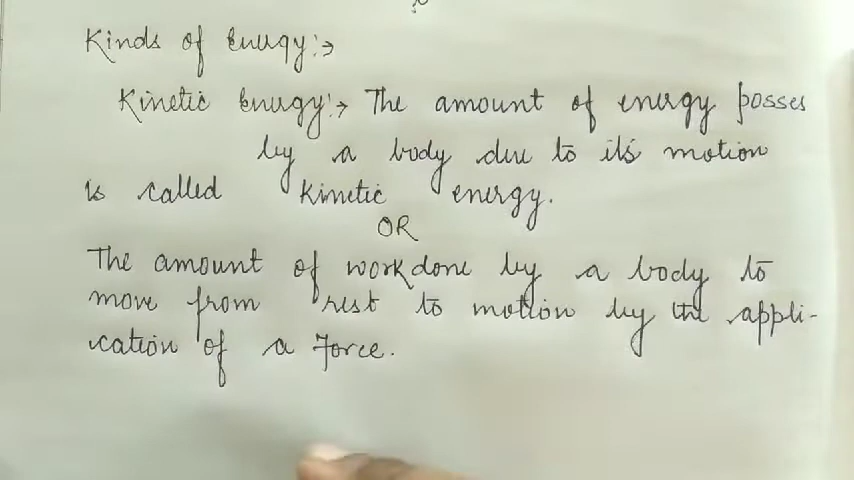 Kinds of Energy:→
Kinetic Energy:→ The amount of energy posses
by a body due to it's motion
is called kinetic energy.
OR
The amount of workdone by a body to
move from rest to motion by the appli-
cation of a Force.